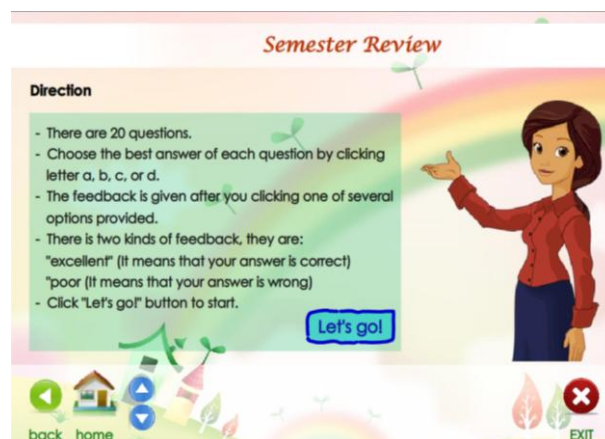 Semester Review
Direction
- There are 20 questions.
- Choose the best answer of each question by clicking
letter a, b, c, or d.
- The feedback is given after you clicking one of several
options provided.
- There is two kinds of feedback, they are:
"excellent" (It means that your answer is correct)
"poor (It means that your answer is wrong)
- Click "Let's go!" button to start.
Let's go!
back home
EXIT